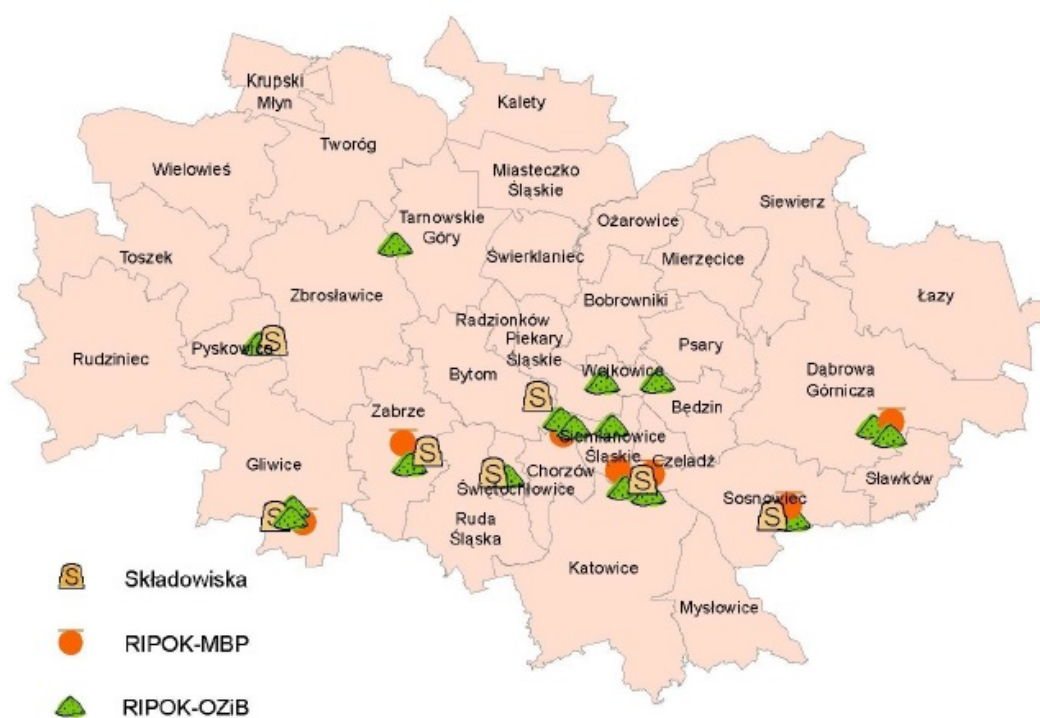 Krupski
Młyn
Kalety
Tworóg
Wielowieś
Miasteczko
Śląskie
Siewierz
Ożarowice
Tarnowskie
Góry
Toszek
Świerklaniec
Mierzęcice
Zbrosławice
Bobrowniki
Łazy
Radzionków
Piekary
Śląskie
Psary
Pyskowice
Rudziniec
Wojkowice
Dąbrowa
Górnicza
Bytom
Będzin
Zabrze
Siemianowice
Śląskie
Gliwice
Chorzów
Czeladź
Sławków
Świętochłowice
Sosnowiec
Ruda
Śląska
Katowice
Mysłowice
S
S
S
S
S
S
S
S Składowiska
RIPOK-MBP
RIPOK-OZiB